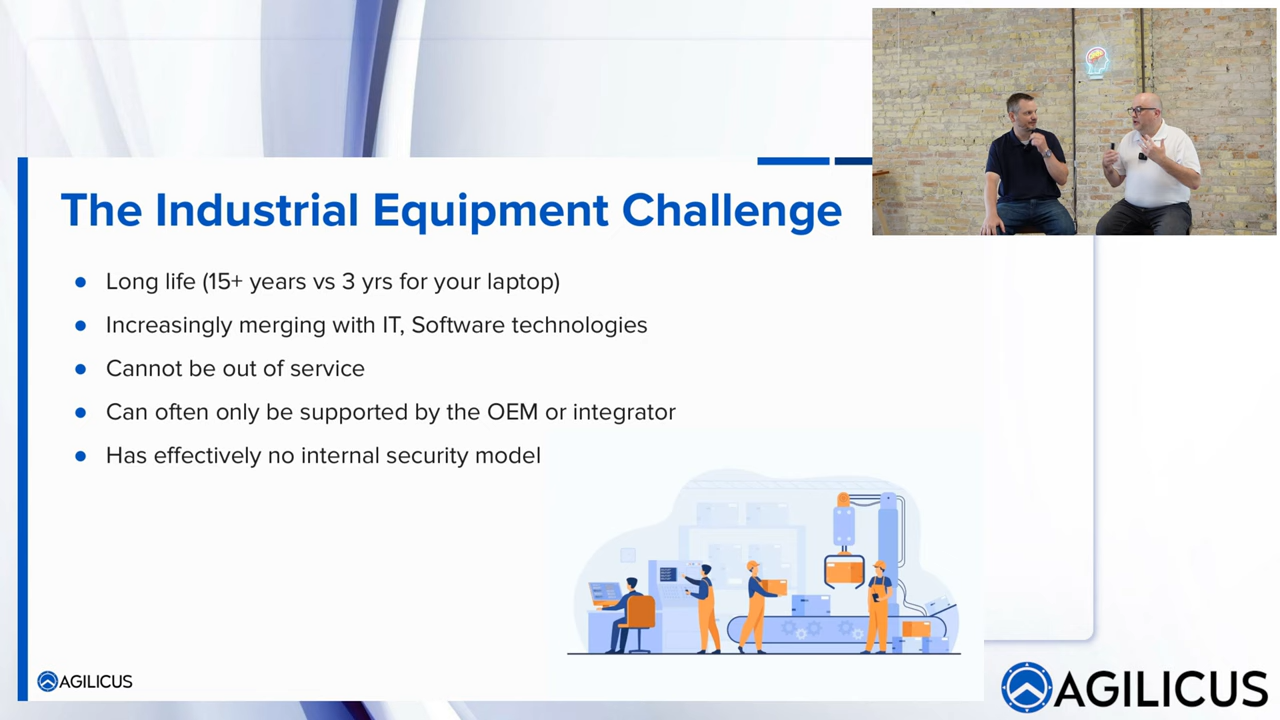 The Industrial Equipment Challenge
● Long life (15+ years vs 3 yrs for your laptop)
● Increasingly merging with IT, Software technologies
● Cannot be out of service
● Can often only be supported by the OEM or integrator
● Has effectively no internal security model
AGILICUS
AGILICUS